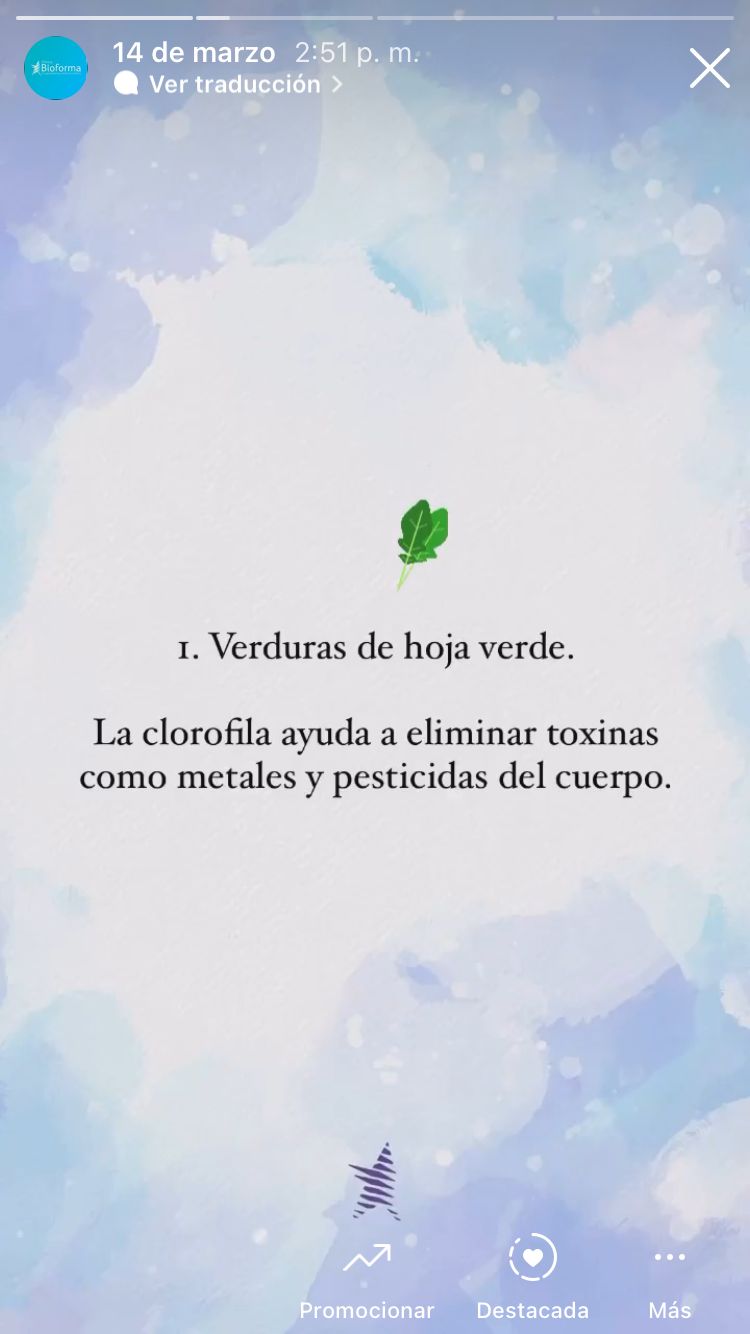 14 de marzo 2:51 p. m.
Bioforma
Ver traducción
1. Verduras de hoja verde.
La clorofila ayuda a eliminar toxinas
como metales y pesticidas del cuerpo.
Promocionar Destacada Más